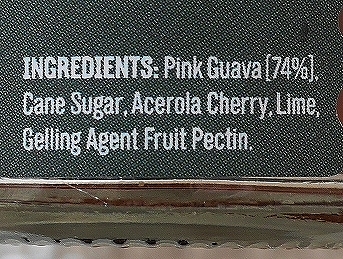 INGREDIENTS: Pink Guava (74%),
Cane Sugar, Acerola Cherry, Lime,
Gelling Agent Fruit Pectin.